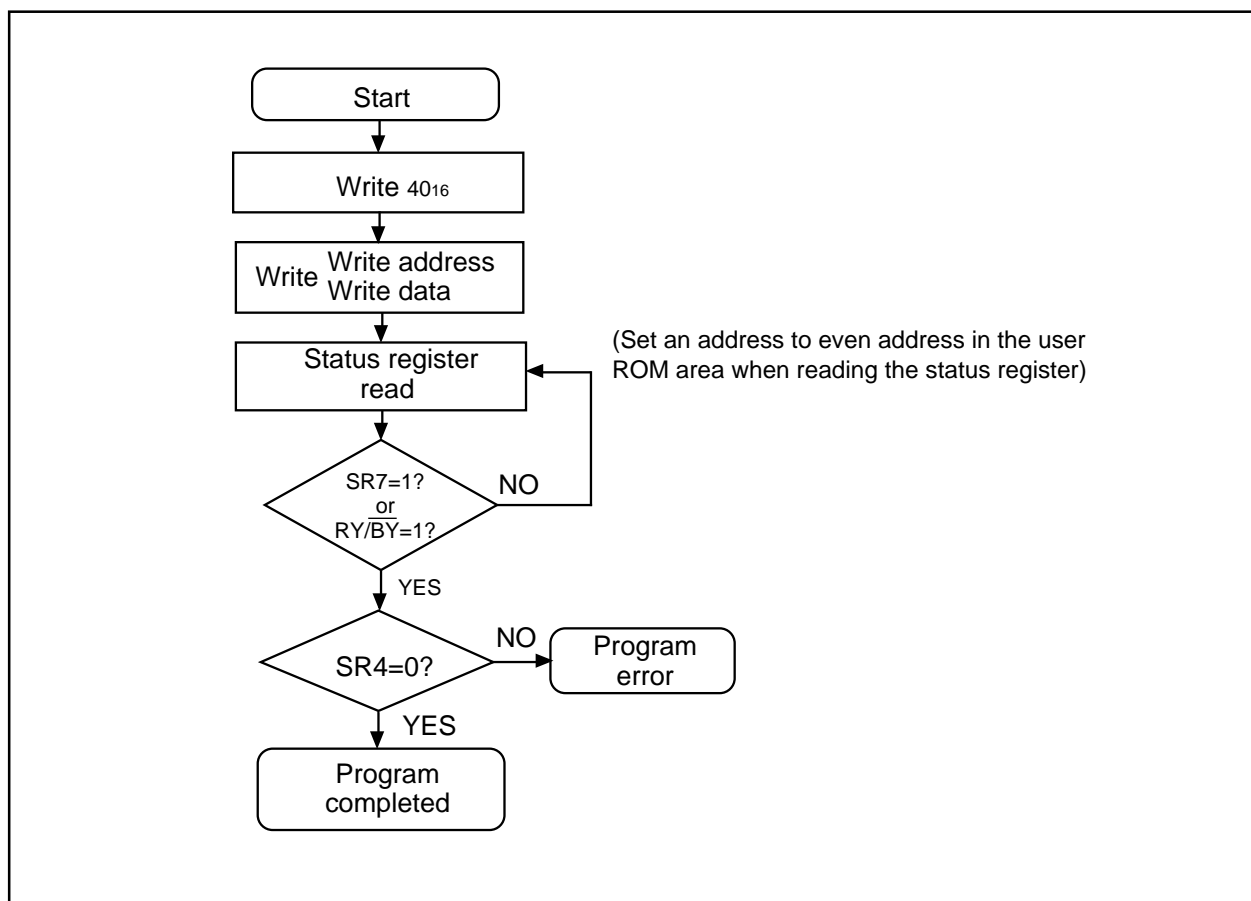 Start
Write 40₁₆
Write Write address
Write data
Status register
read
(Set an address to even address in the user
ROM area when reading the status register)
SR7=1?
or
RY/B̅Y̅=1?
NO
YES
SR4=0?
NO
Program
error
YES
Program
completed